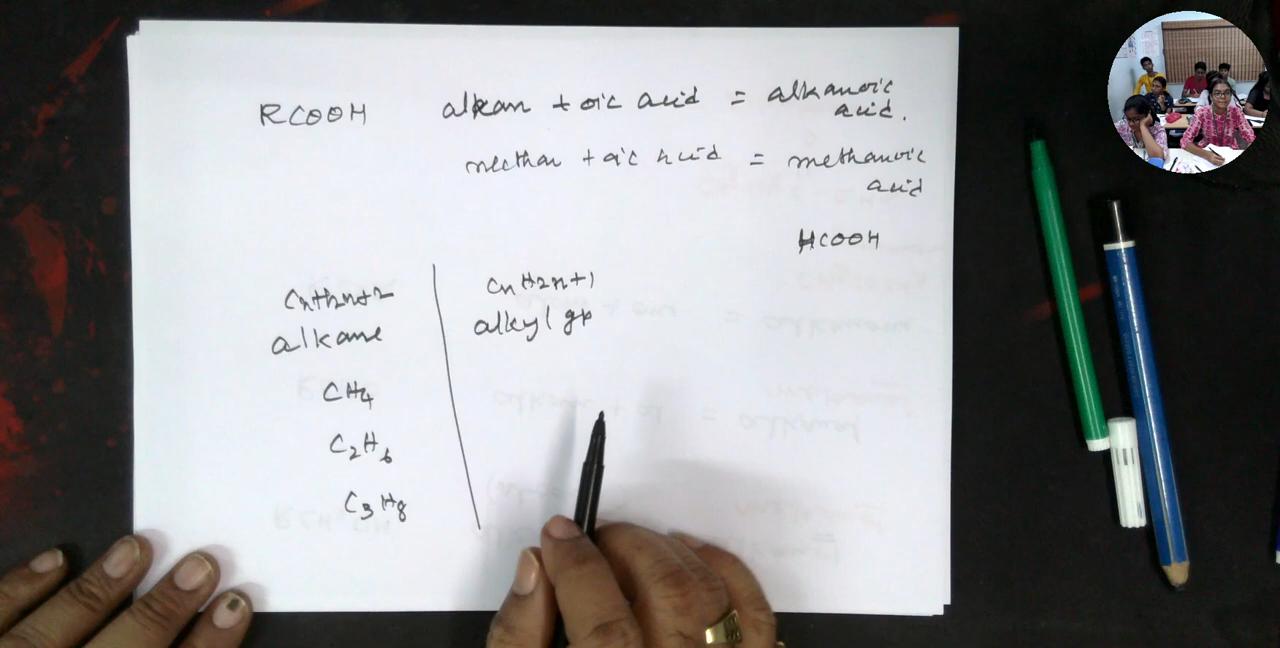 RCOOH alkan + oic acid = alkanoic
acid.
methan + oic acid = methanoic
acid
HCOOH
CnH2n+2 CnH2n+1
alkane alkyl gp
CH4
C2H6
C3H8